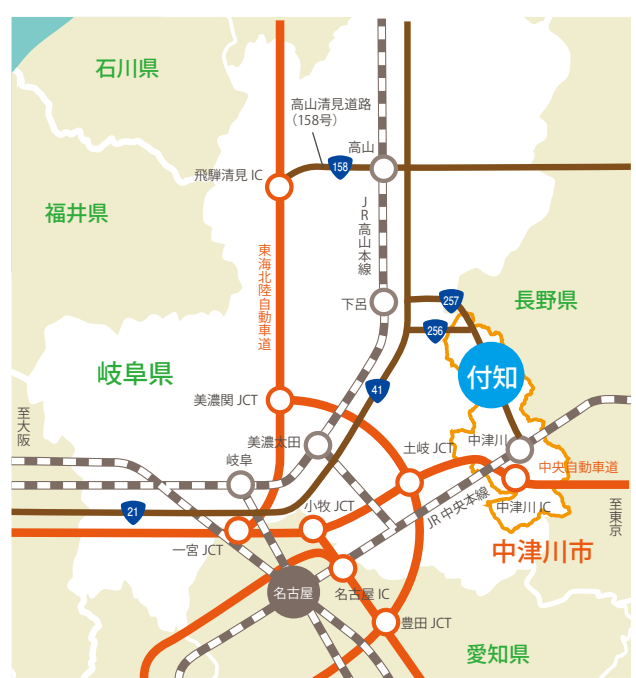 石川県
高山清見道路
（158号）
高山
158
飛騨清見 IC
福井県
JR高山本線
東海北陸自動車道
257
長野県
下呂
256
付知
岐阜県
41
美濃関 JCT
至大阪
美濃太田
土岐 JCT
中津川
岐阜
中央自動車道
21
小牧 JCT
JR中央本線
中津川 IC
至東京
一宮 JCT
中津川市
名古屋
名古屋 IC
豊田 JCT
愛知県